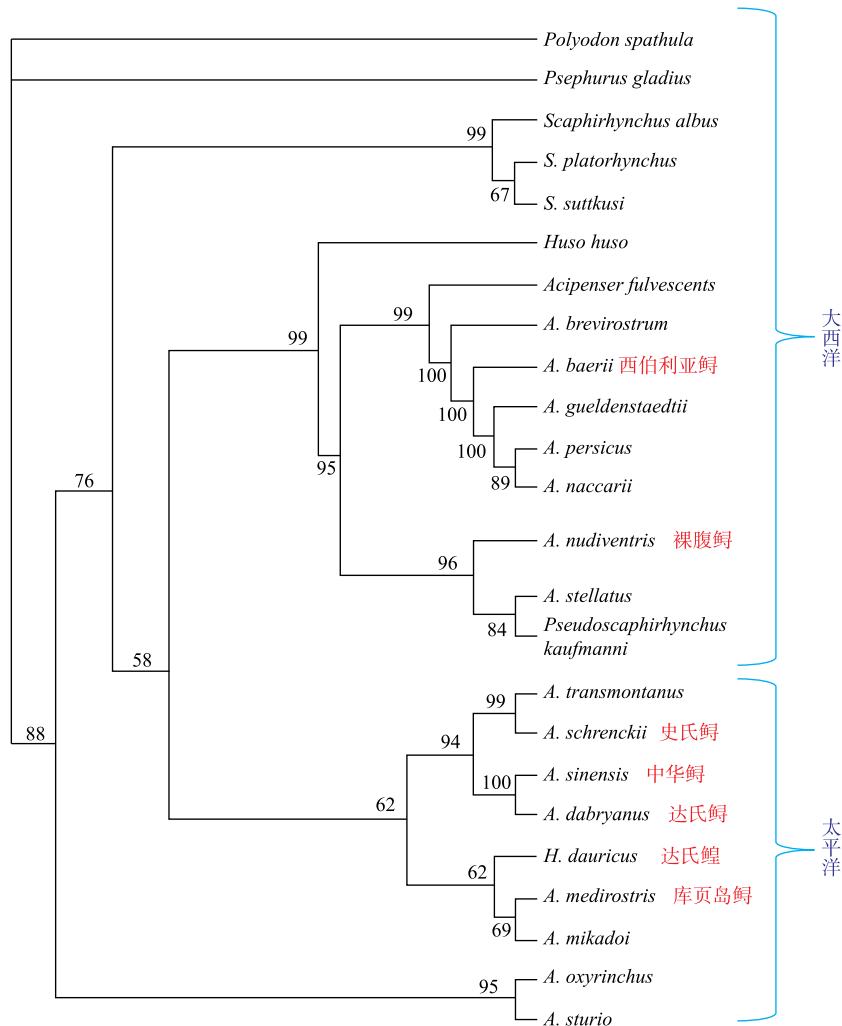 Polyodon spathula
Psephurus gladius
99
Scaphirhynchus albus
S. platorhynchus
67
S. suttkusi
Huso huso
Acipenser fulvescents
99
A. brevirostrum
大西洋
99
A. baerii 西伯利亚鲟
100
A. gueldenstaedtii
100
A. persicus
100
95
89
A. naccarii
76
A. nudiventris 裸腹鲟
96
A. stellatus
84
Pseudoscaphirhynchus
kaufmanni
58
A. transmontanus
99
A. schrenckii 史氏鲟
88
94
A. sinensis 中华鲟
100
62
A. dabryanus 达氏鲟
太平洋
H. dauricus 达氏鳇
62
A. medirostris 库页岛鲟
69
A. mikadoi
A. oxyrinchus
95
A. sturio